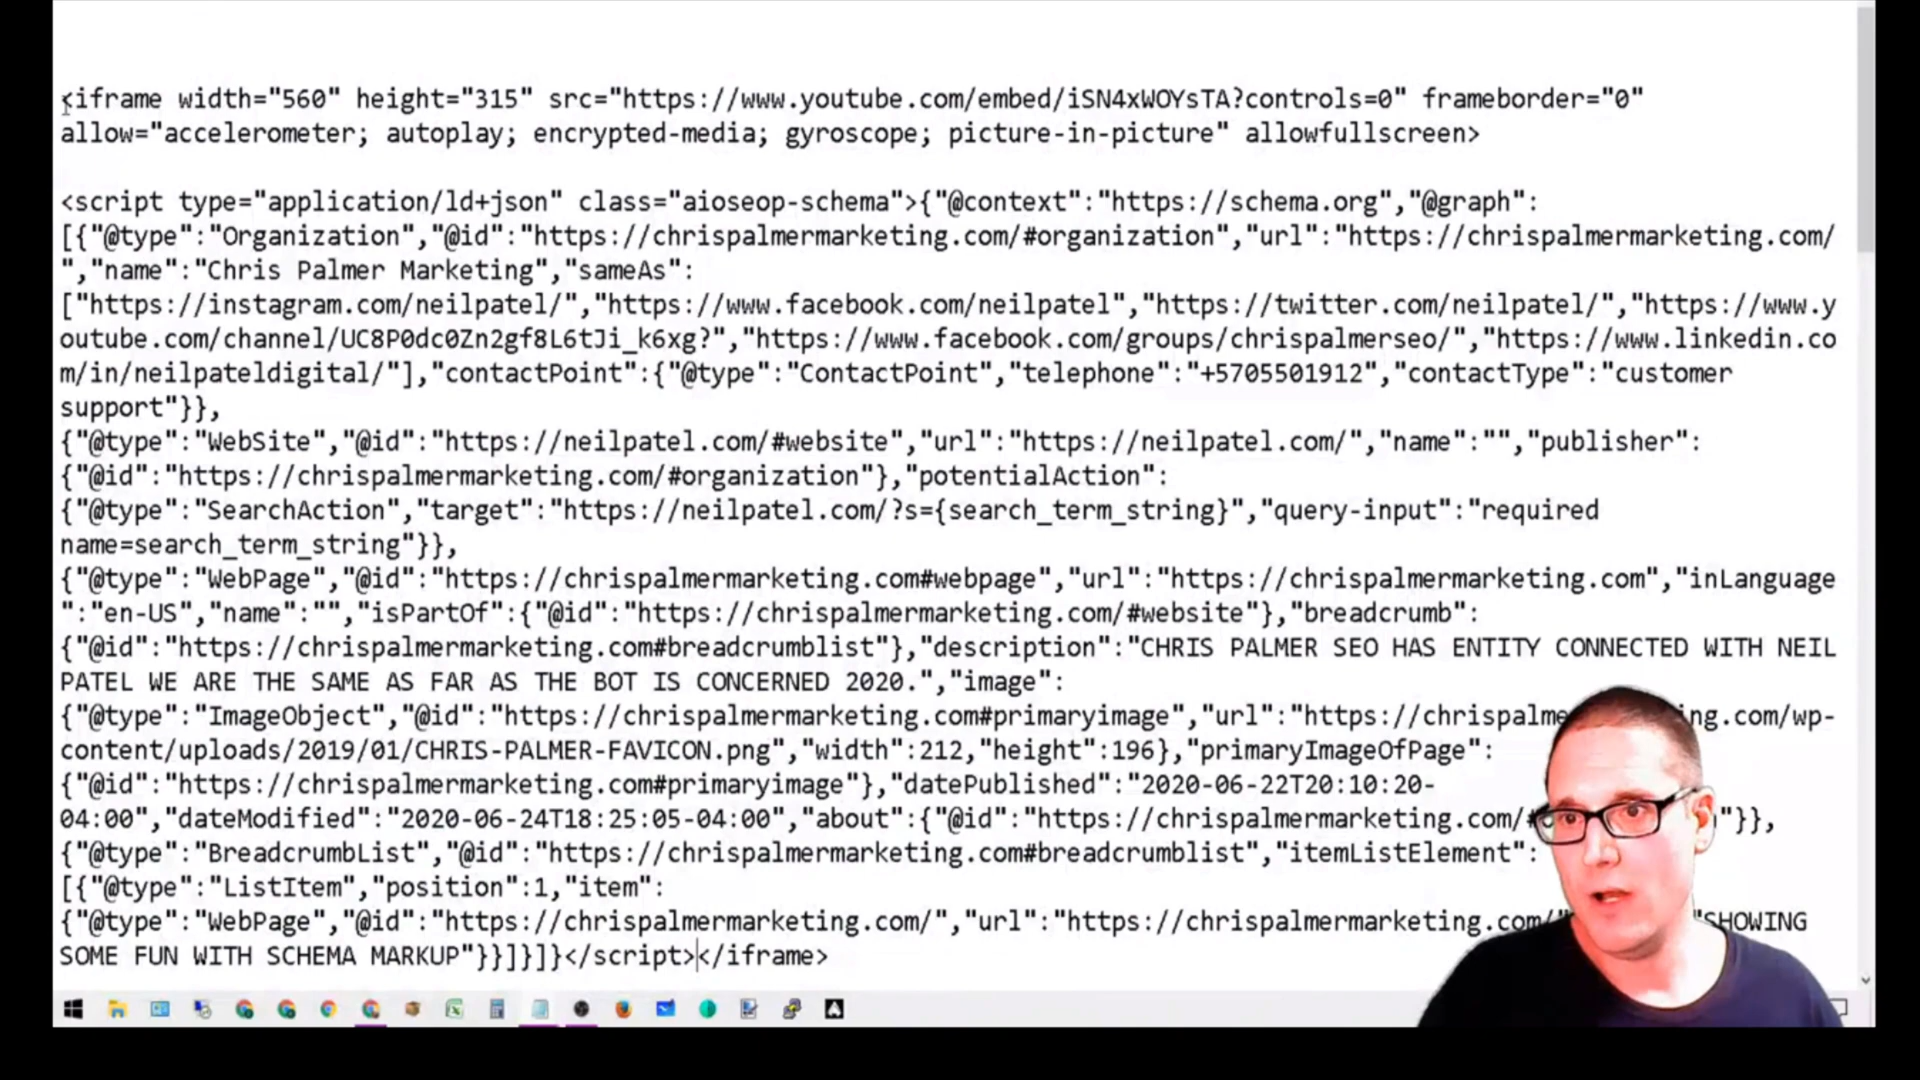 <iframe width="560" height="315" src="https://www.youtube.com/embed/iSN4xWOYsTA?controls=0" frameborder="0"
allow="accelerometer; autoplay; encrypted-media; gyroscope; picture-in-picture" allowfullscreen>
<script type="application/ld+json" class="aioseop-schema">{"@context":"https://schema.org","@graph":
[{"@type":"Organization","@id":"https://chrispalmermarketing.com/#organization","url":"https://chrispalmermarketing.com/
","name":"Chris Palmer Marketing","sameAs":
["https://instagram.com/neilpatel/","https://www.facebook.com/neilpatel","https://twitter.com/neilpatel/","https://www.y
outube.com/channel/UC8P0dc0Zn2gf8L6tJi_k6xg?","https://www.facebook.com/groups/chrispalmerseo/","https://www.linkedin.co
m/in/neilpateldigital/"],"contactPoint":{"@type":"ContactPoint","telephone":"+5705501912","contactType":"customer
support"}},
{"@type":"WebSite","@id":"https://neilpatel.com/#website","url":"https://neilpatel.com/","name":"","publisher":
{"@id":"https://chrispalmermarketing.com/#organization"},"potentialAction":
{"@type":"SearchAction","target":"https://neilpatel.com/?s={search_term_string}","query-input":"required
name=search_term_string"}},
{"@type":"WebPage","@id":"https://chrispalmermarketing.com#webpage","url":"https://chrispalmermarketing.com","inLanguage
":"en-US","name":"","isPartOf":{"@id":"https://chrispalmermarketing.com/#website"},"breadcrumb":
{"@id":"https://chrispalmermarketing.com#breadcrumblist"},"description":"CHRIS PALMER SEO HAS ENTITY CONNECTED WITH NEIL
PATEL WE ARE THE SAME AS FAR AS THE BOT IS CONCERNED 2020.","image":
{"@type":"ImageObject","@id":"https://chrispalmermarketing.com#primaryimage","url":"https://chrispalme ng.com/wp-
content/uploads/2019/01/CHRIS-PALMER-FAVICON.png","width":212,"height":196},"primaryImageOfPage":
{"@id":"https://chrispalmermarketing.com#primaryimage"},"datePublished":"2020-06-22T20:10:20-
04:00","dateModified":"2020-06-24T18:25:05-04:00","about":{"@id":"https://chrispalmermarketing.com/# "}},
{"@type":"BreadcrumbList","@id":"https://chrispalmermarketing.com#breadcrumblist","itemListElement":
[{"@type":"ListItem","position":1,"item":
{"@type":"WebPage","@id":"https://chrispalmermarketing.com/","url":"https://chrispalmermarketing.com/" "SHOWING
SOME FUN WITH SCHEMA MARKUP"}}]}]}</script></iframe>